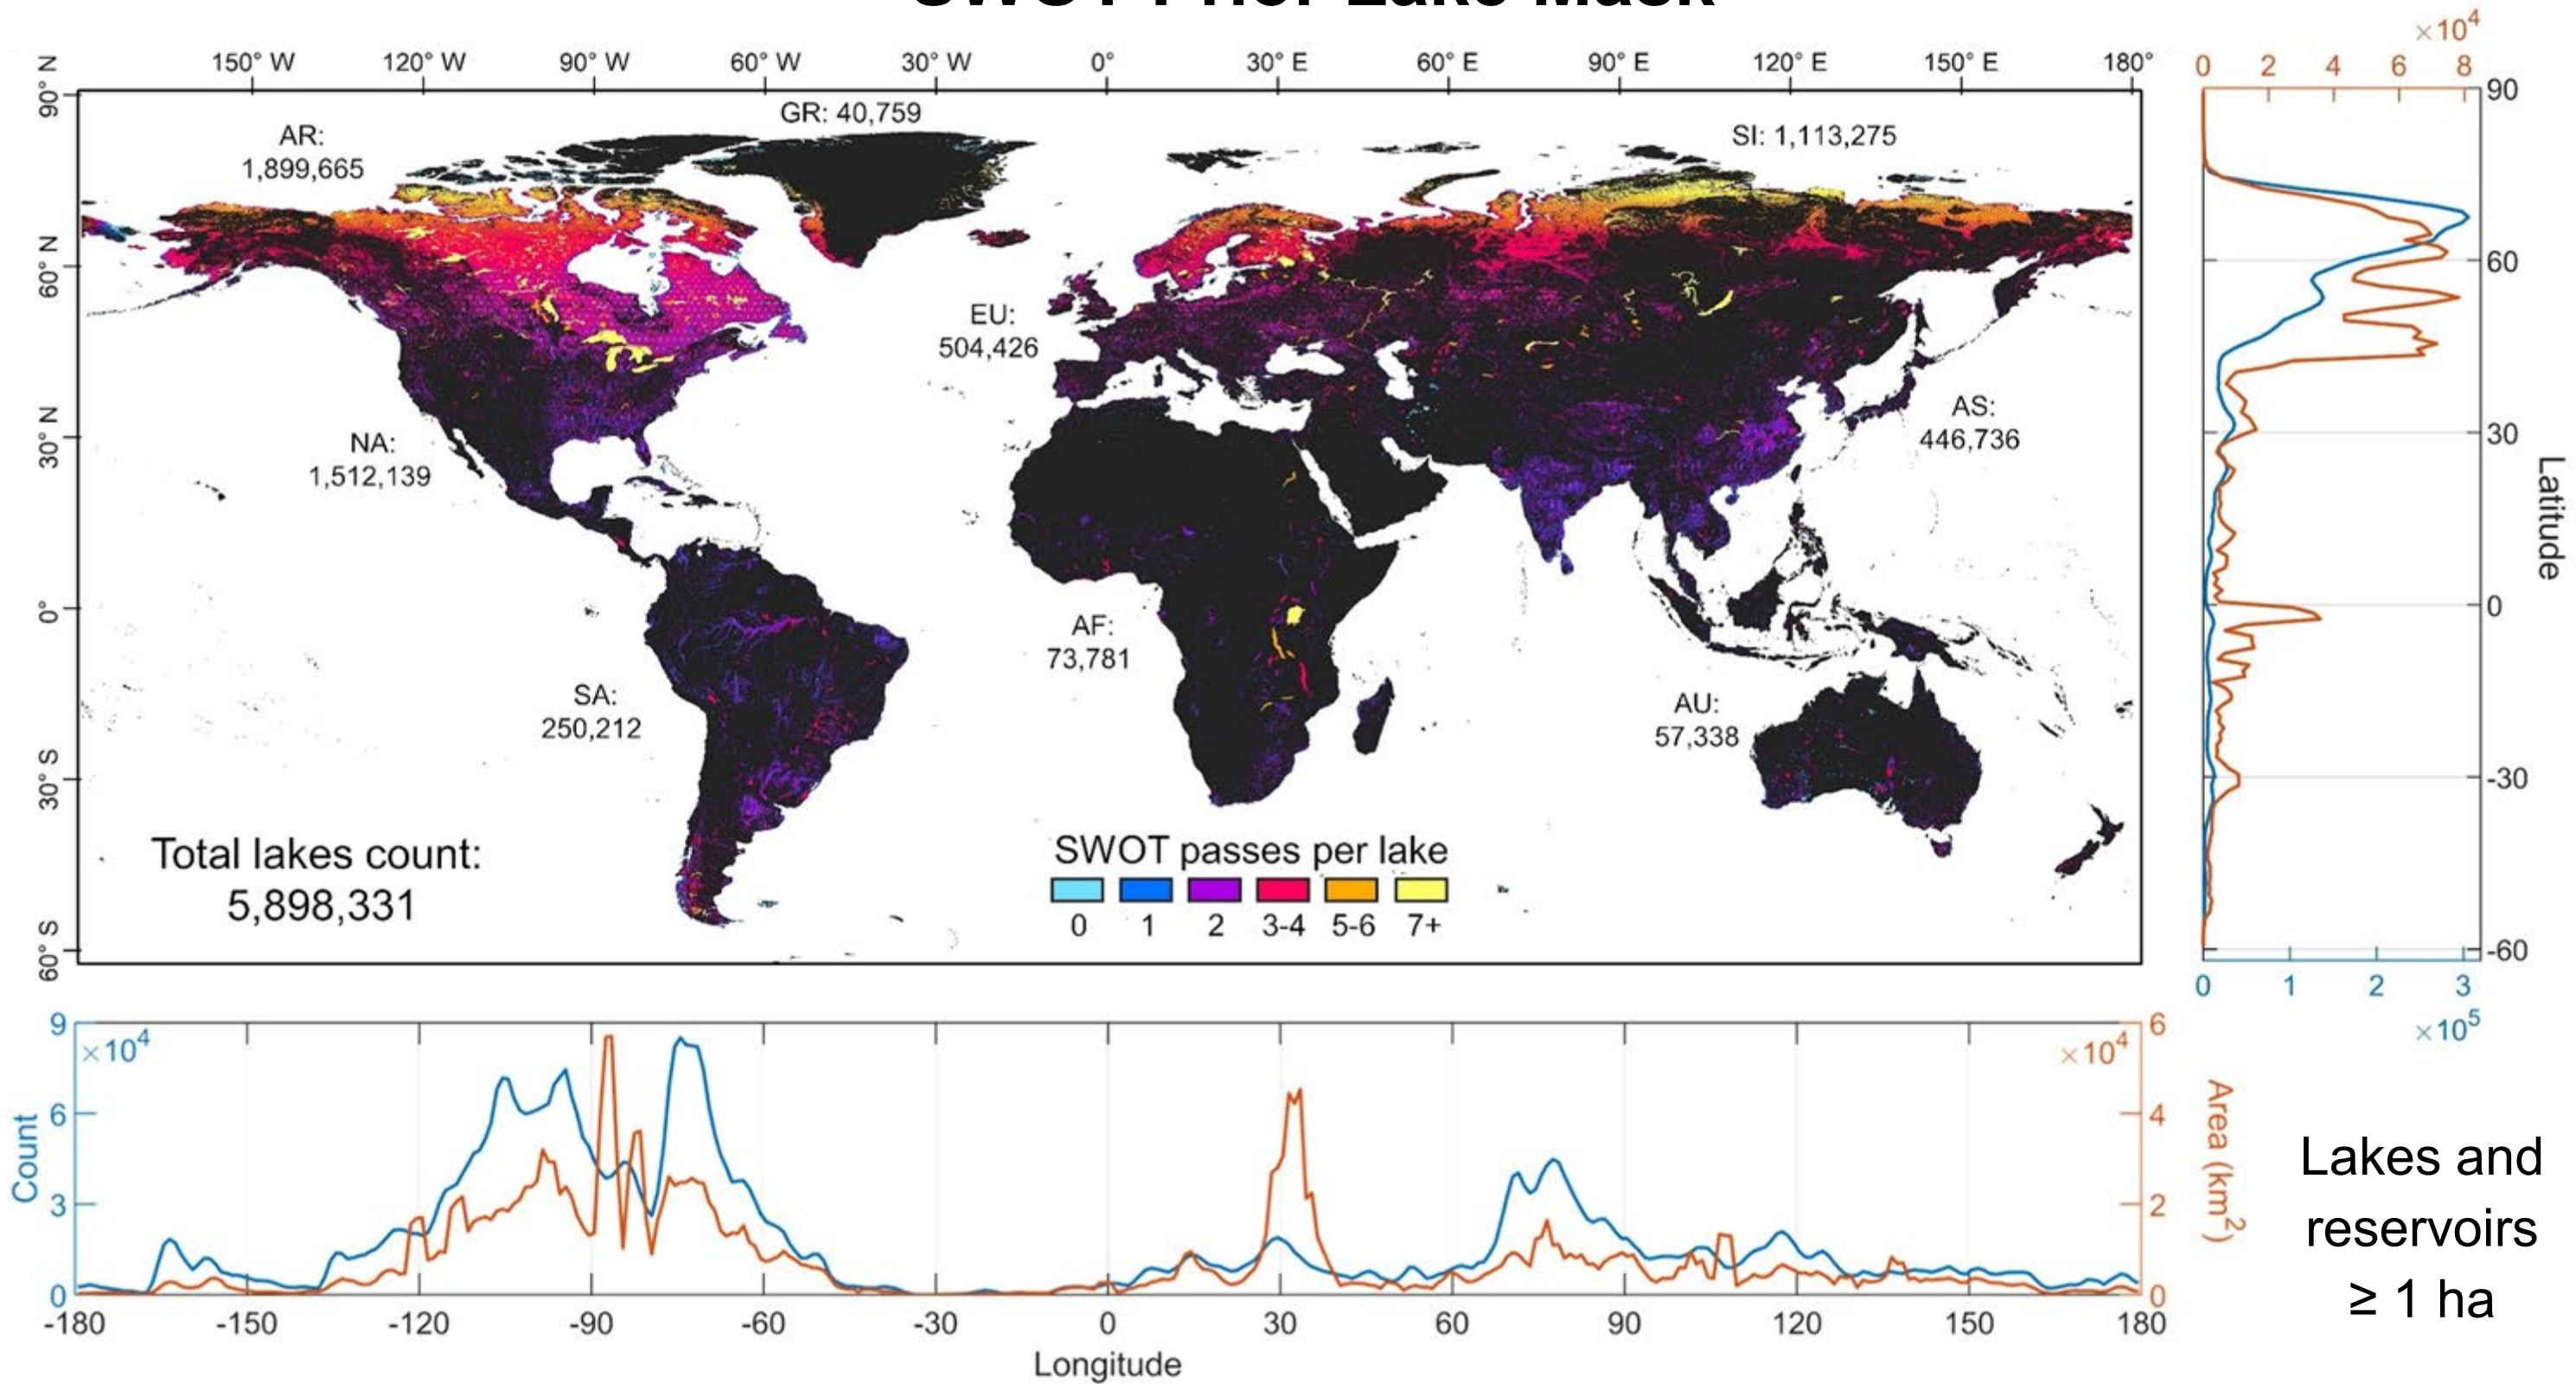 SWOT Prior Lake Mask
150° W 120° W 90° W 60° W 30° W 0° 30° E 60° E 90° E 120° E 150° E 180°
90° N
60° N
30° N
0°
30° S
60° S
GR: 40,759
AR:
1,899,665
SI: 1,113,275
EU:
504,426
AS:
446,736
NA:
1,512,139
AF:
73,781
SA:
250,212
AU:
57,338
Total lakes count:
5,898,331
SWOT passes per lake
0 1 2 3-4 5-6 7+
×10⁴
0 2 4 6 8
90
60
30
0
-30
-60
Latitude
0 1 2 3
×10⁵
9
6
3
0
×10⁴
Count
6
4
2
0
×10⁴
Area (km²)
-180 -150 -120 -90 -60 -30 0 30 60 90 120 150 180
Longitude
Lakes and
reservoirs
≥ 1 ha